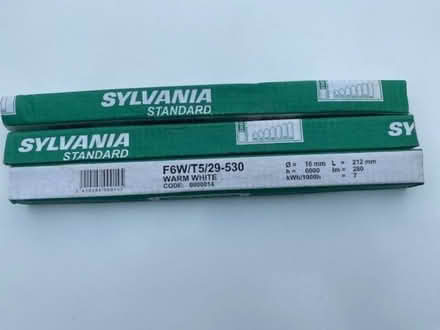 SYLVANIA
STANDARD
SYLVANIA
STANDARD
SY
F6W/T5/29-530
WARM WHITE
CODE: 0000014
Ø = 16 mm L = 212 mm
h = 6000 lm = 280
kWh/1000h = 7